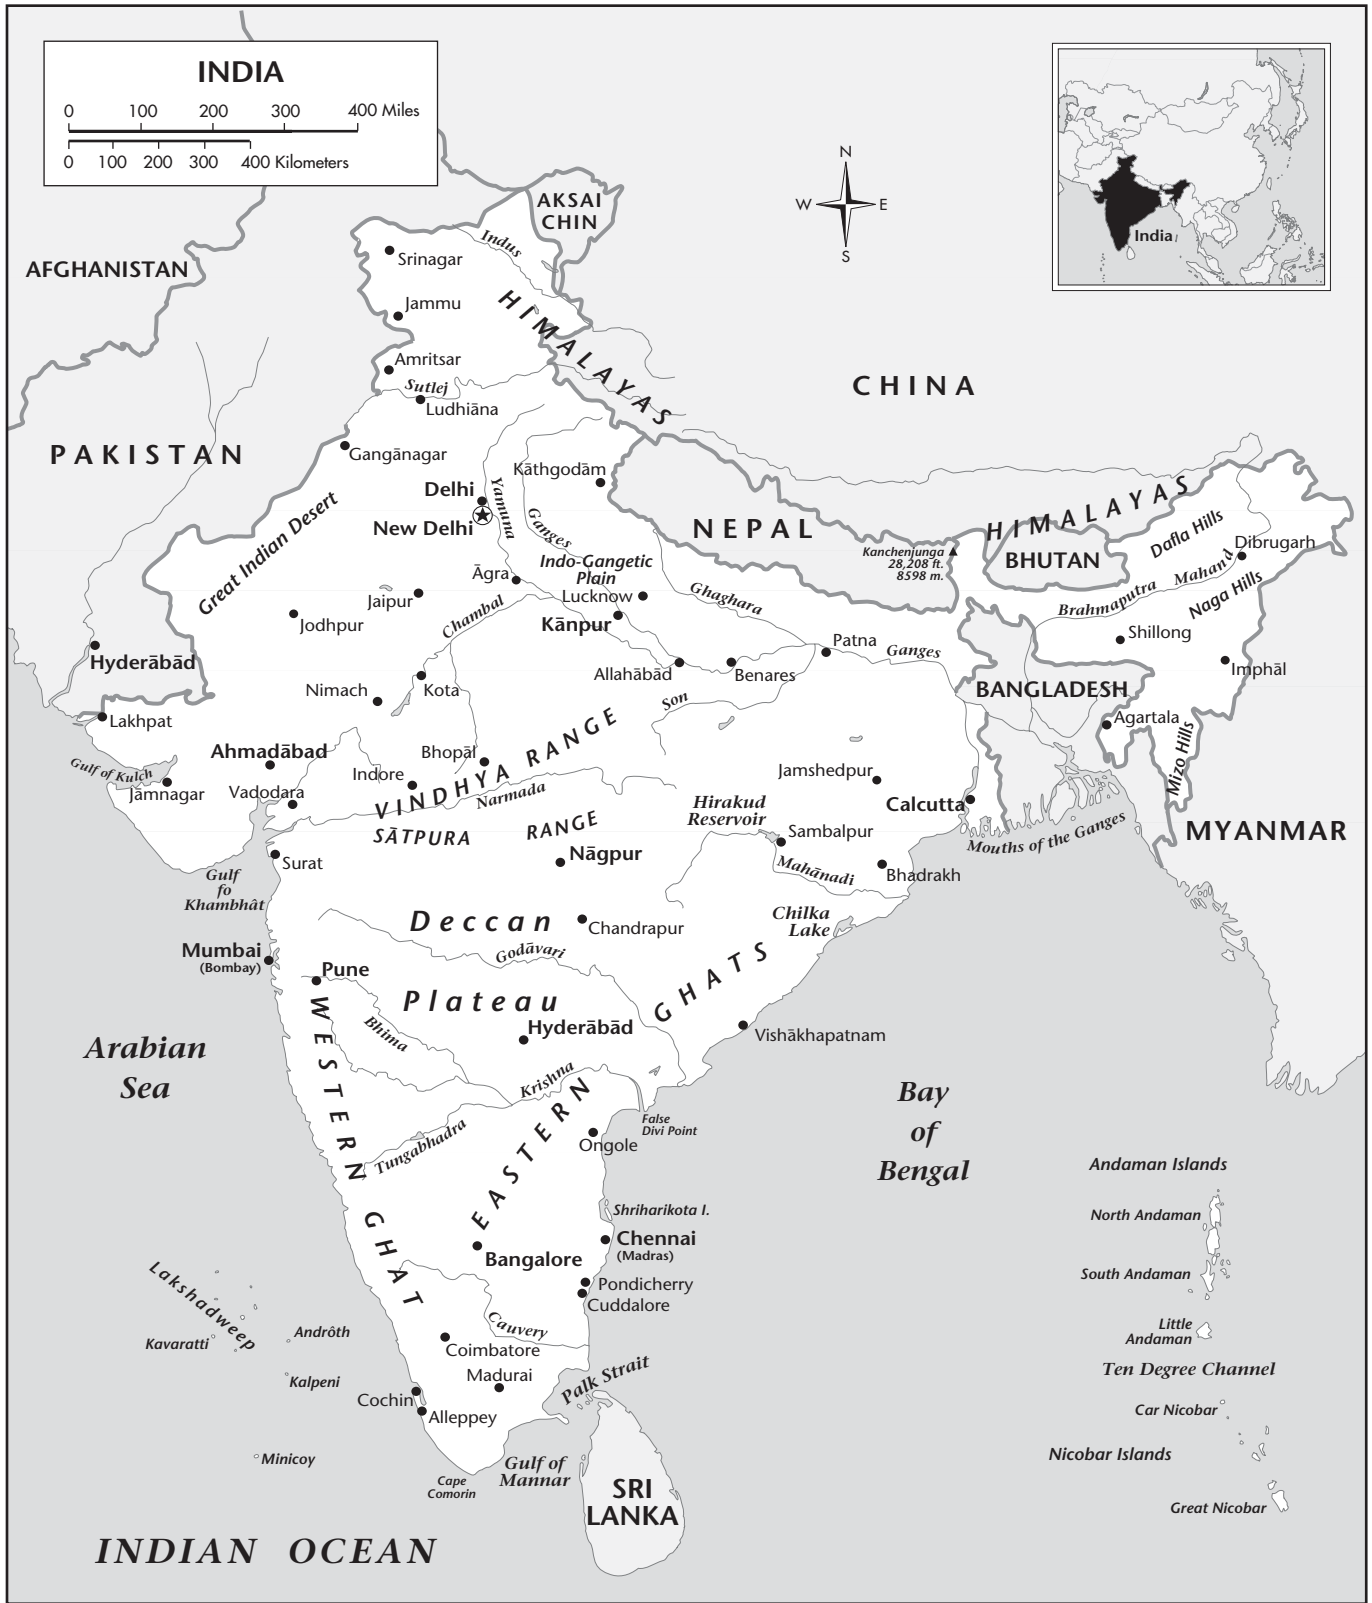 INDIA
0 100 200 300 400 Miles
0 100 200 300 400 Kilometers
N
W E
S
India
AKSAI
CHIN
AFGHANISTAN
Indus
Srinagar
Jammu
HIMALAYAS
Amritsar
Sutlej
Ludhiāna
CHINA
PAKISTAN
Gangānagar
Kāthgodām
Delhi
Yamuna
New Delhi
Ganges
NEPAL
HIMALAYAS
Great Indian Desert
Dafla Hills
Dibrugarh
Kanchenjunga
28,208 ft.
8598 m.
BHUTAN
Indo-Gangetic
Plain
Āgra
Lucknow
Ghaghara
Brahmaputra
Mahand
Naga Hills
Jaipur
Chambal
Jodhpur
Kānpur
Patna
Ganges
Shillong
Hyderābād
Allahābād
Benares
Imphāl
Nimach
Kota
Son
BANGLADESH
Lakhpat
Agartala
Ahmadābad
Bhopāl
VINDHYA RANGE
Mizo Hills
Gulf of Kulch
Jāmnagar
Vadodara
Indore
Narmada
Jamshedpur
Calcutta
Hirakud
Reservoir
SĀTPURA RANGE
Sambalpur
MYANMAR
Mouths of the Ganges
Surat
Nāgpur
Mahānadi
Bhadrakh
Gulf
fo
Khambhât
Deccan
Chandrapur
Chilka
Lake
Mumbai
(Bombay)
Godāvari
Pune
Plateau
GHATS
Bhima
Hyderābād
Vishākhapatnam
Arabian
Sea
WESTERN GHAT
Krishna
EASTERN
Bay
of
Bengal
False
Divi Point
Tungabhadra
Ongole
Andaman Islands
Shriharikota I.
North Andaman
Chennai
(Madras)
Bangalore
Lakshadweep
South Andaman
Pondicherry
Cuddalore
Cauvery
Little
Andaman
Kavaratti
Andrôth
Coimbatore
Ten Degree Channel
Kalpeni
Madurai
Palk Strait
Cochin
Alleppey
Car Nicobar
Minicoy
Gulf of
Mannar
Nicobar Islands
Cape
Comorin
SRI
LANKA
Great Nicobar
INDIAN OCEAN